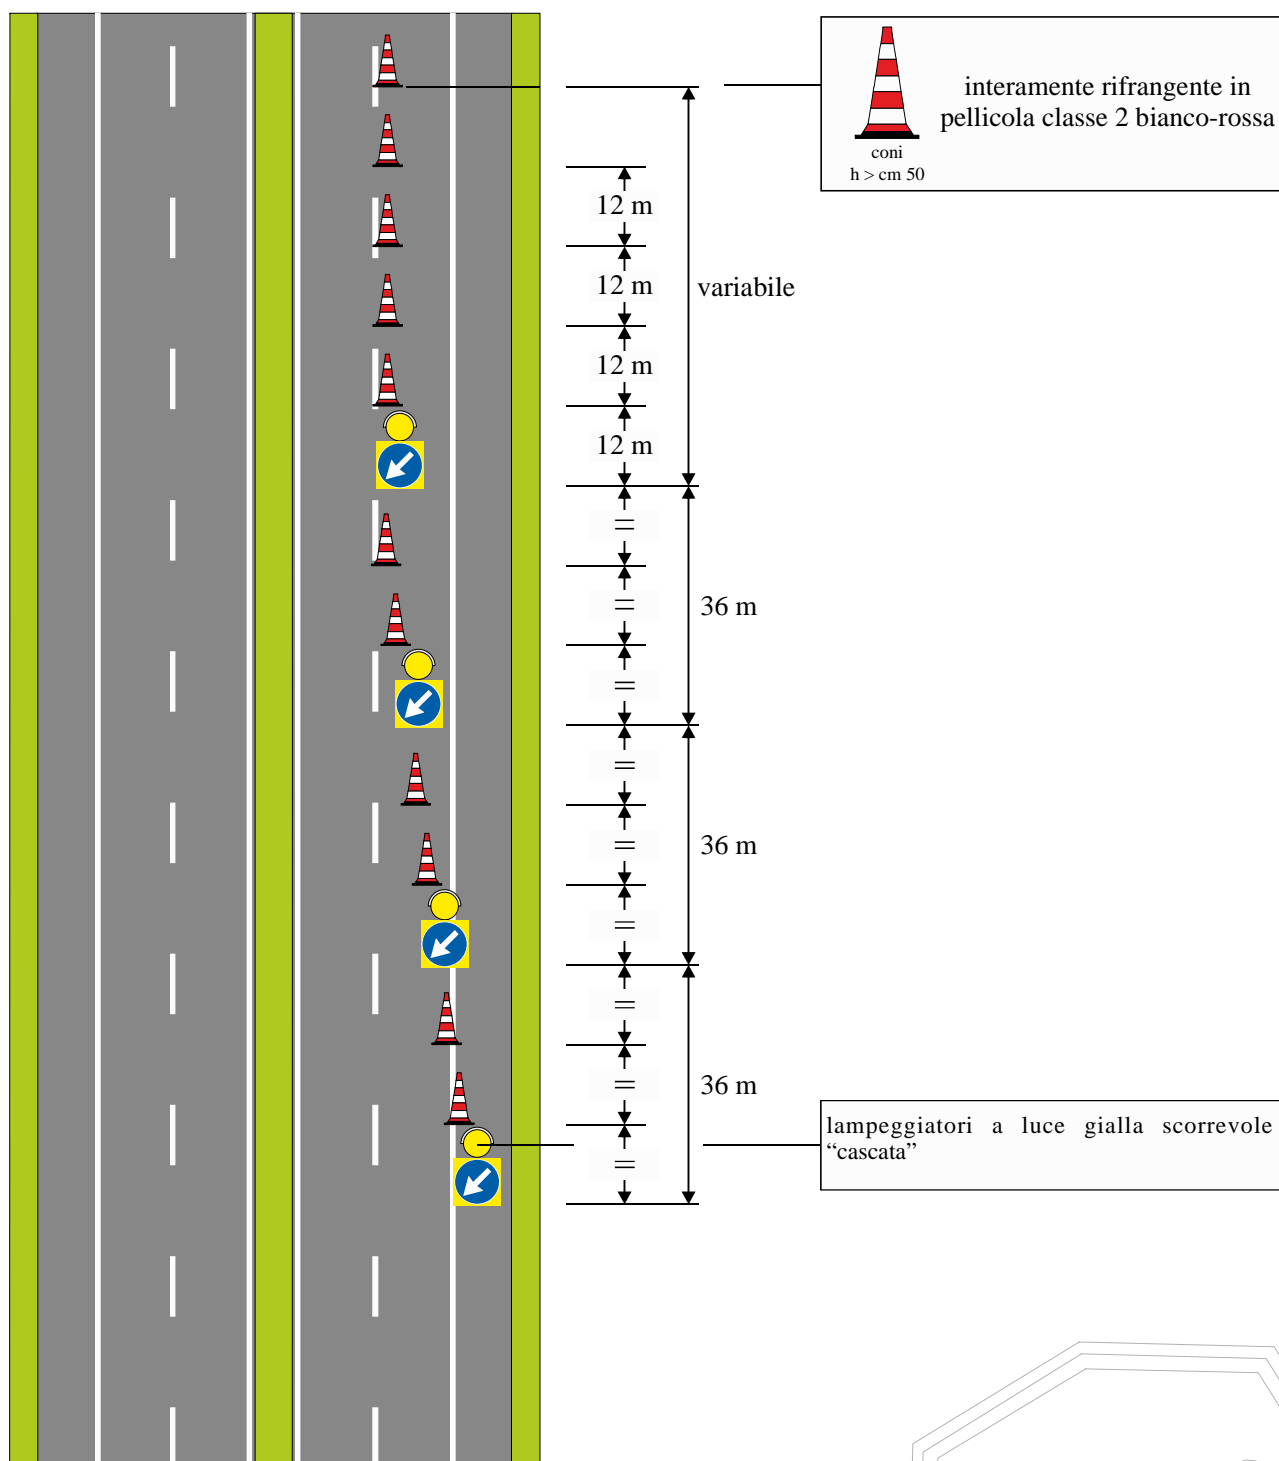 interamente rifrangente in
pellicola classe 2 bianco-rossa
coni
h > cm 50
12 m
12 m
variabile
12 m
12 m
=
=
36 m
=
=
=
36 m
=
=
=
36 m
=
lampeggiatori a luce gialla scorrevole
“cascata”